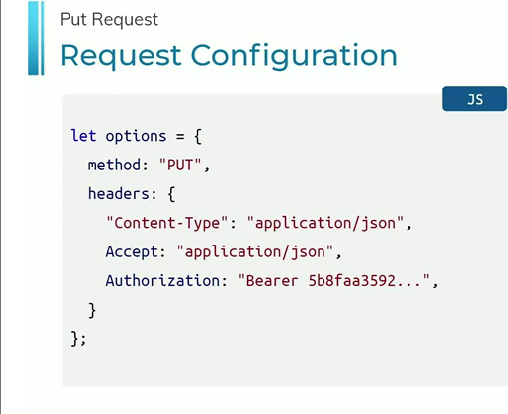 Put Request
Request Configuration
JS
let options = {
  method: "PUT",
  headers: {
    "Content-Type": "application/json",
    Accept: "application/json",
    Authorization: "Bearer 5b8faa3592...",
  }
};